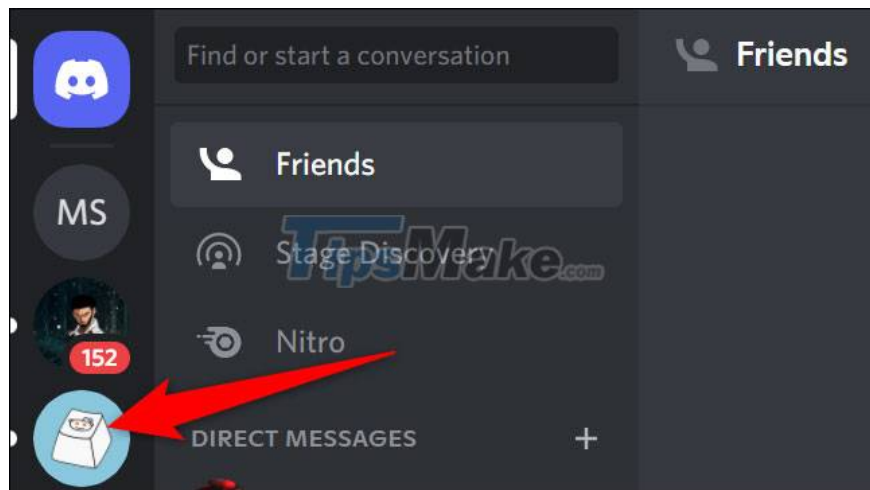 Find or start a conversation
Friends
Friends
MS
Stage Discovery
TipsMake.com
Nitro
152
DIRECT MESSAGES +